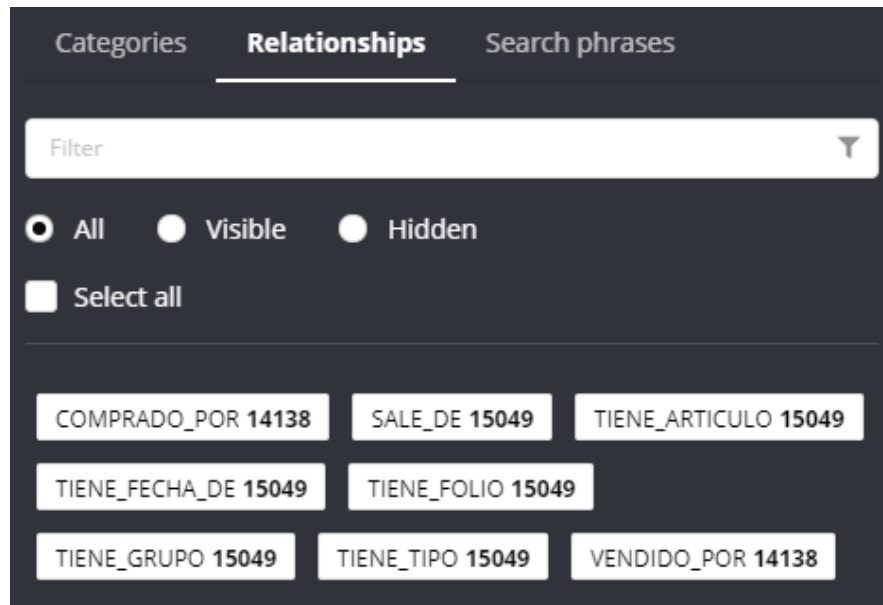 Categories Relationships Search phrases
Filter
All Visible Hidden
Select all
COMPRADO_POR 14138 SALE_DE 15049 TIENE_ARTICULO 15049
TIENE_FECHA_DE 15049 TIENE_FOLIO 15049
TIENE_GRUPO 15049 TIENE_TIPO 15049 VENDIDO_POR 14138